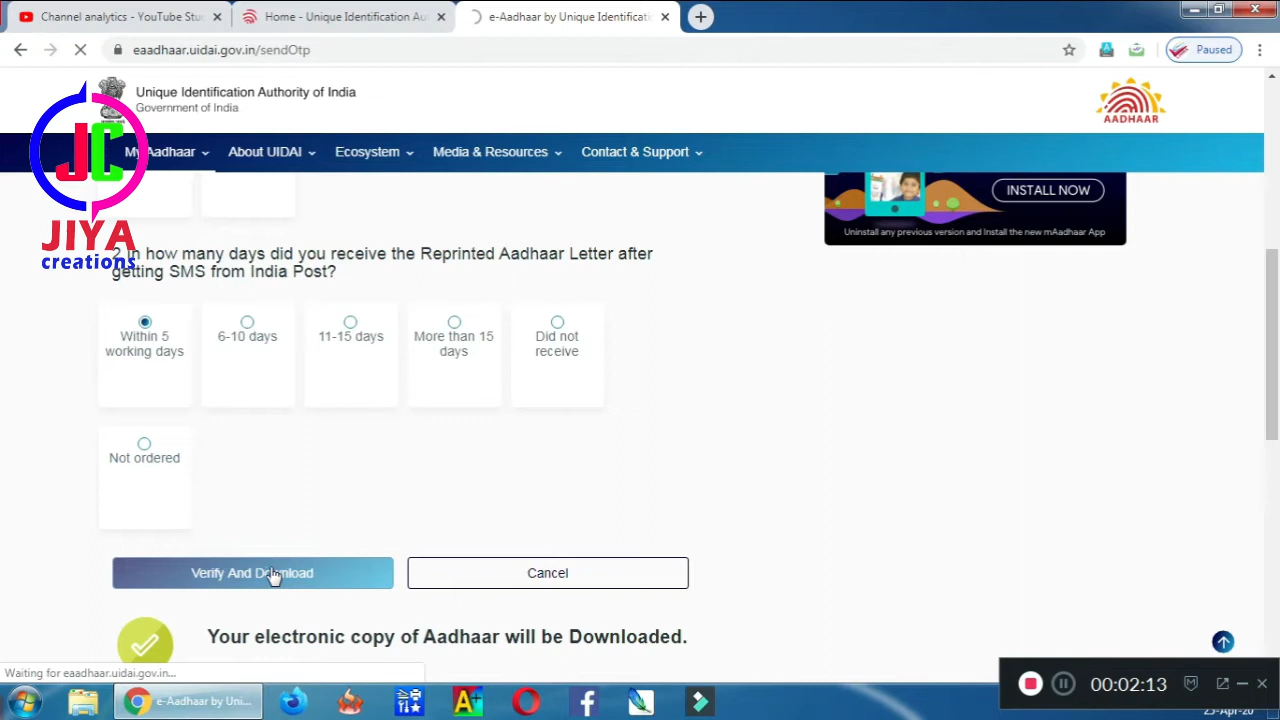 Channel analytics - YouTube Stu
Home - Unique Identification Au
e-Aadhaar by Unique Identificati
eaadhaar.uidai.gov.in/sendOtp
Paused
Unique Identification Authority of India
Government of India
AADHAAR
My Aadhaar
About UIDAI
Ecosystem
Media & Resources
Contact & Support
JC
JIYA
creations
INSTALL NOW
Uninstall any previous version and Install the new mAadhaar App
2 In how many days did you receive the Reprinted Aadhaar Letter after
getting SMS from India Post?
Within 5
working days
6-10 days
11-15 days
More than 15
days
Did not
receive
Not ordered
Verify And Download
Cancel
Your electronic copy of Aadhaar will be Downloaded.
Waiting for eaadhaar.uidai.gov.in...
e-Aadhaar by Uni...
00:02:13
25-Apr-20